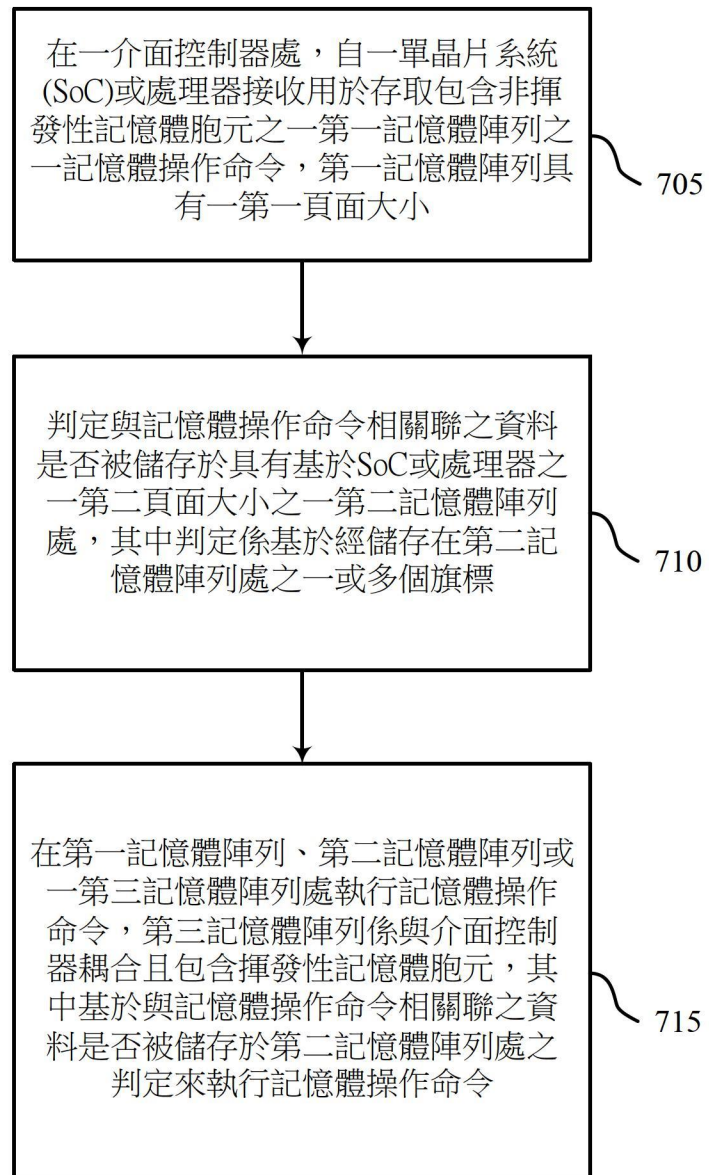 在一介面控制器處，自一單晶片系統
(SoC)或處理器接收用於存取包含非揮
發性記憶體胞元之一第一記憶體陣列之
一記憶體操作命令，第一記憶體陣列具
有一第一頁面大小
705
判定與記憶體操作命令相關聯之資料
是否被儲存於具有基於SoC或處理器之
一第二頁面大小之一第二記憶體陣列
處，其中判定係基於經儲存在第二記
憶體陣列處之一或多個旗標
710
在第一記憶體陣列、第二記憶體陣列或
一第三記憶體陣列處執行記憶體操作
命令，第三記憶體陣列係與介面控制
器耦合且包含揮發性記憶體胞元，其
中基於與記憶體操作命令相關聯之資
料是否被儲存於第二記憶體陣列處之
判定來執行記憶體操作命令
715